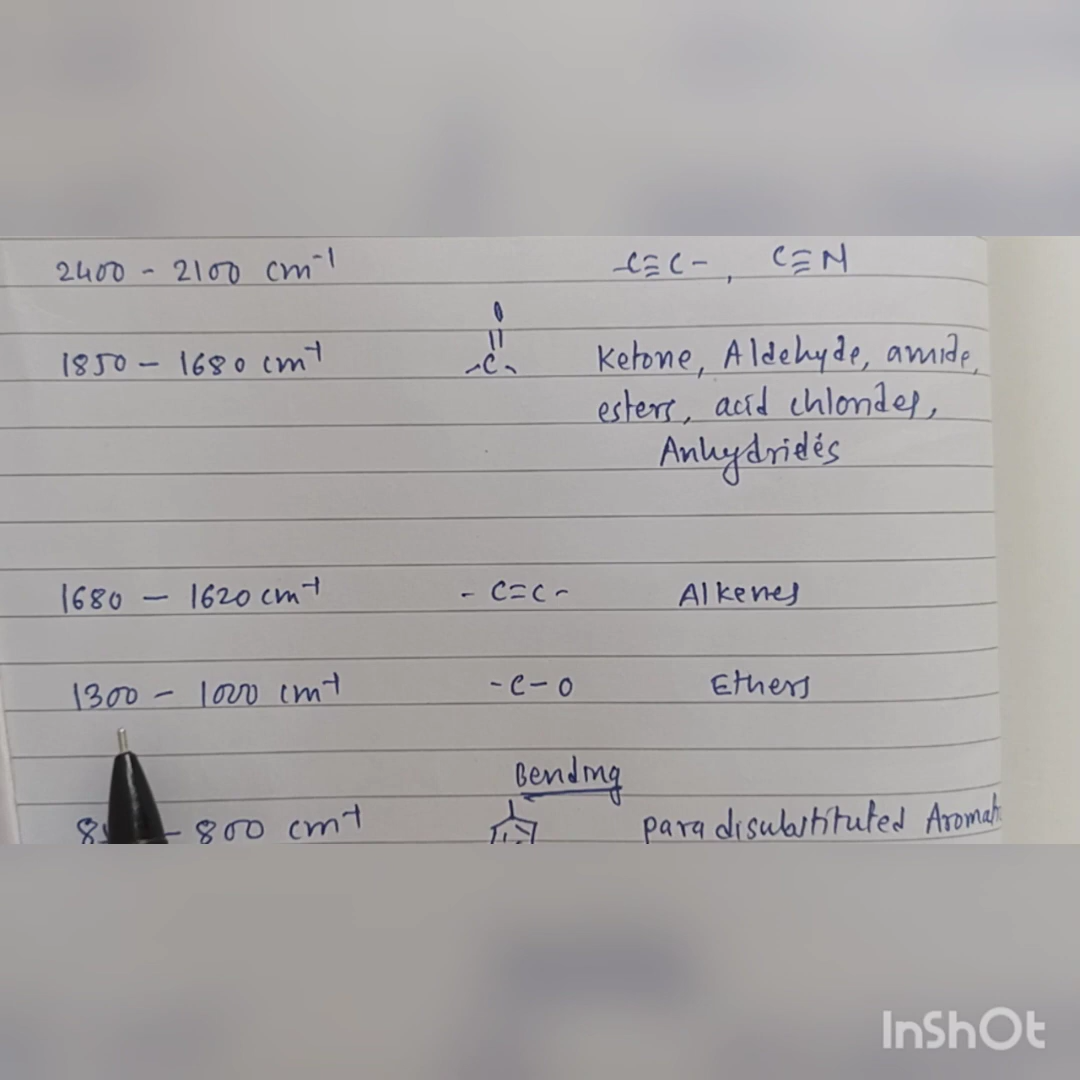 2400 - 2100 cm⁻¹ -C≡C- , C≡N
O
||
1850 - 1680 cm⁻¹ -C- Ketone, Aldehyde, amide,
esters, acid chlorides,
Anhydrides
1680 - 1620 cm⁻¹ - C=C - Alkenes
1300 - 1000 cm⁻¹ -C-O Ethers
Bending
- 800 cm⁻¹ para disubstituted Aromati
InShOt